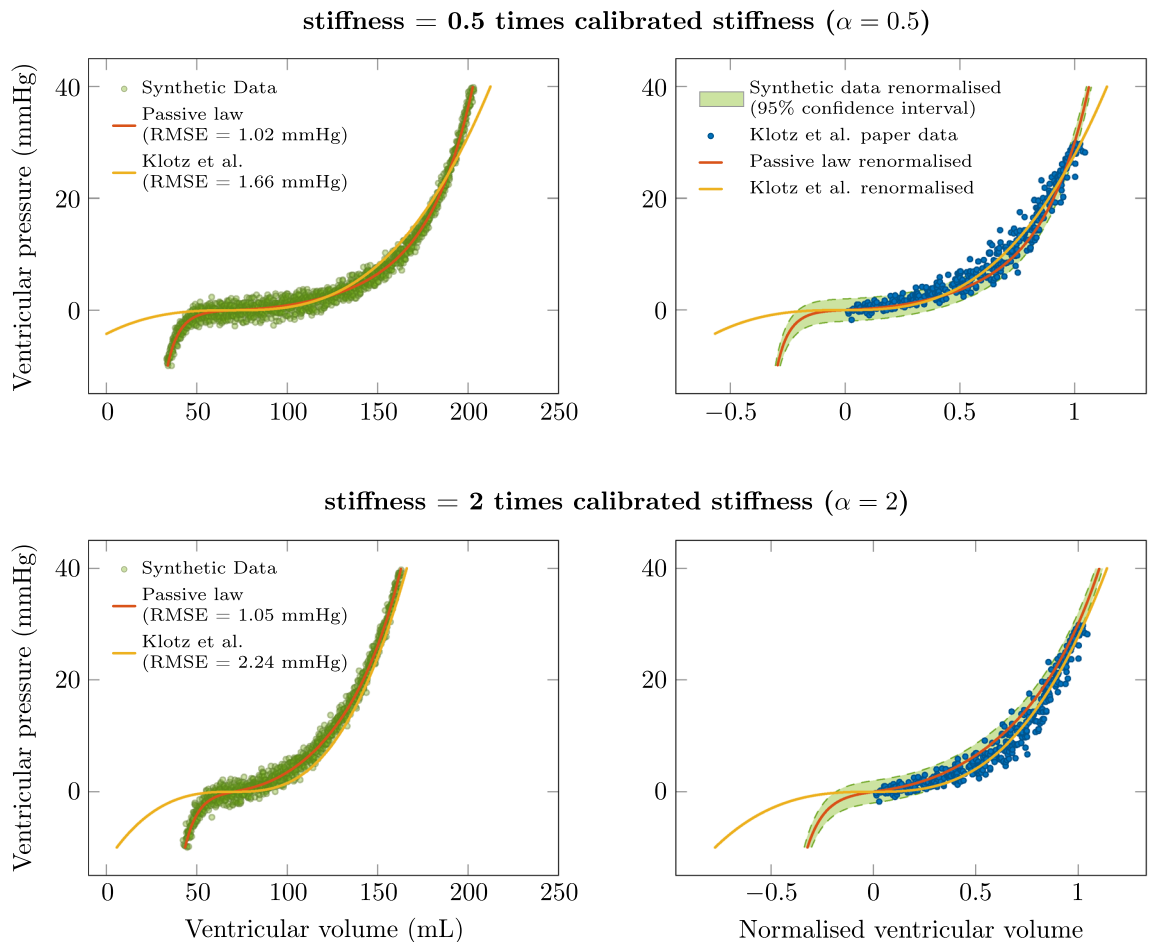 stiffness = 0.5 times calibrated stiffness (α = 0.5)
Ventricular pressure (mmHg)
40
20
0
Synthetic Data
Passive law
(RMSE = 1.02 mmHg)
Klotz et al.
(RMSE = 1.66 mmHg)
0 50 100 150 200 250
Synthetic data renormalised
(95% confidence interval)
Klotz et al. paper data
Passive law renormalised
Klotz et al. renormalised
40
20
0
−0.5 0 0.5 1
stiffness = 2 times calibrated stiffness (α = 2)
Ventricular pressure (mmHg)
40
20
0
Synthetic Data
Passive law
(RMSE = 1.05 mmHg)
Klotz et al.
(RMSE = 2.24 mmHg)
0 50 100 150 200 250
Ventricular volume (mL)
40
20
0
−0.5 0 0.5 1
Normalised ventricular volume